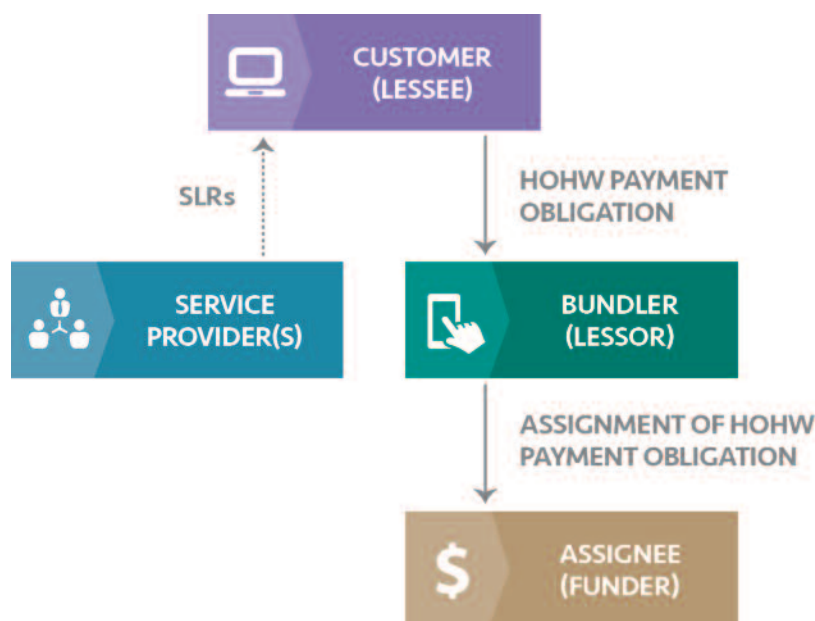 CUSTOMER
(LESSEE)
SLRs
HOHW PAYMENT
OBLIGATION
SERVICE
PROVIDER(S)
BUNDLER
(LESSOR)
ASSIGNMENT OF HOHW
PAYMENT OBLIGATION
$
ASSIGNEE
(FUNDER)